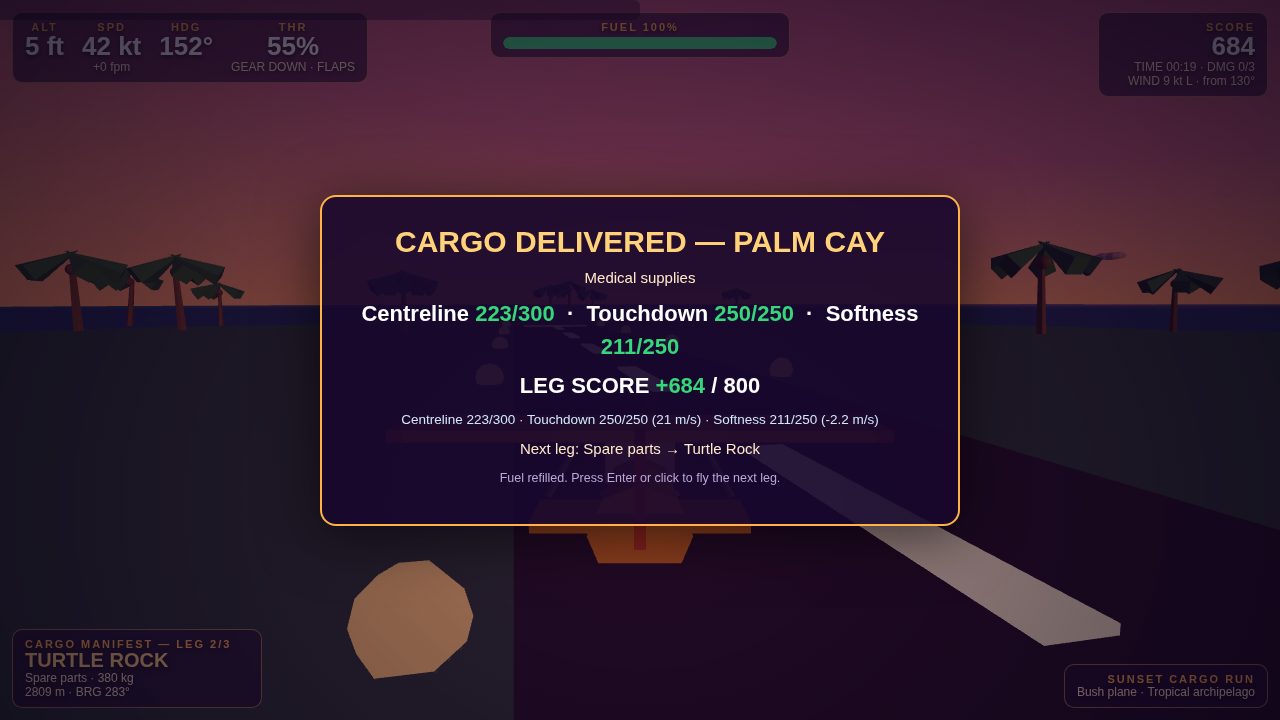 ALT SPD HDG THR
5 ft 42 kt 152° 55%
+0 fpm GEAR DOWN · FLAPS
FUEL 100%
SCORE
684
TIME 00:19 · DMG 0/3
WIND 9 kt L · from 130°
CARGO DELIVERED — PALM CAY
Medical supplies
Centreline 223/300 · Touchdown 250/250 · Softness
211/250
LEG SCORE +684 / 800
Centreline 223/300 · Touchdown 250/250 (21 m/s) · Softness 211/250 (-2.2 m/s)
Next leg: Spare parts → Turtle Rock
Fuel refilled. Press Enter or click to fly the next leg.
CARGO MANIFEST — LEG 2/3
TURTLE ROCK
Spare parts · 380 kg
2809 m · BRG 283°
SUNSET CARGO RUN
Bush plane · Tropical archipelago